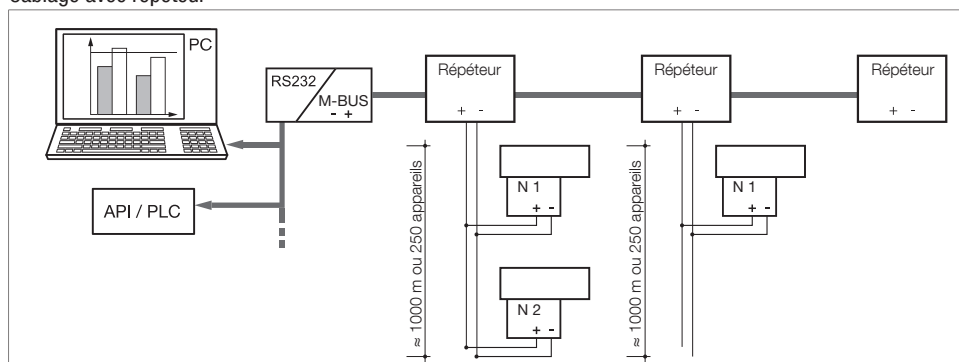 Câblage avec répéteur
PC
RS232
M-BUS
- +
API / PLC
Répéteur
+ -
Répéteur
+ -
Répéteur
+ -
≈ 1000 m ou 250 appareils
N 1
+ -
N 2
+ -
≈ 1000 m ou 250 appareils
N 1
+ -